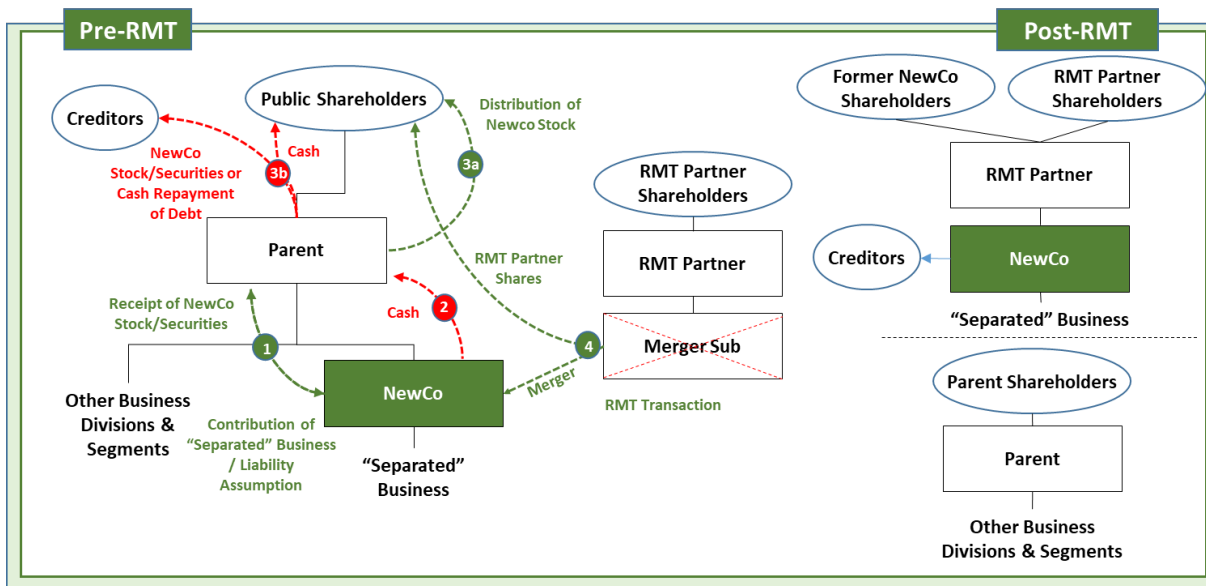 Pre-RMT
Post-RMT
Public Shareholders
Creditors
Distribution of
Newco Stock
Cash
3b
3a
NewCo
Stock/Securities or
Cash Repayment
of Debt
Parent
RMT Partner
Shareholders
RMT Partner
RMT Partner
Shares
Receipt of NewCo
Stock/Securities
Cash
2
1
4
Merger Sub
Merger
RMT Transaction
NewCo
Other Business
Divisions &
Segments
Contribution of
“Separated” Business
/ Liability
Assumption
“Separated”
Business
Former NewCo
Shareholders
RMT Partner
Shareholders
RMT Partner
Creditors
NewCo
“Separated” Business
Parent Shareholders
Parent
Other Business
Divisions & Segments